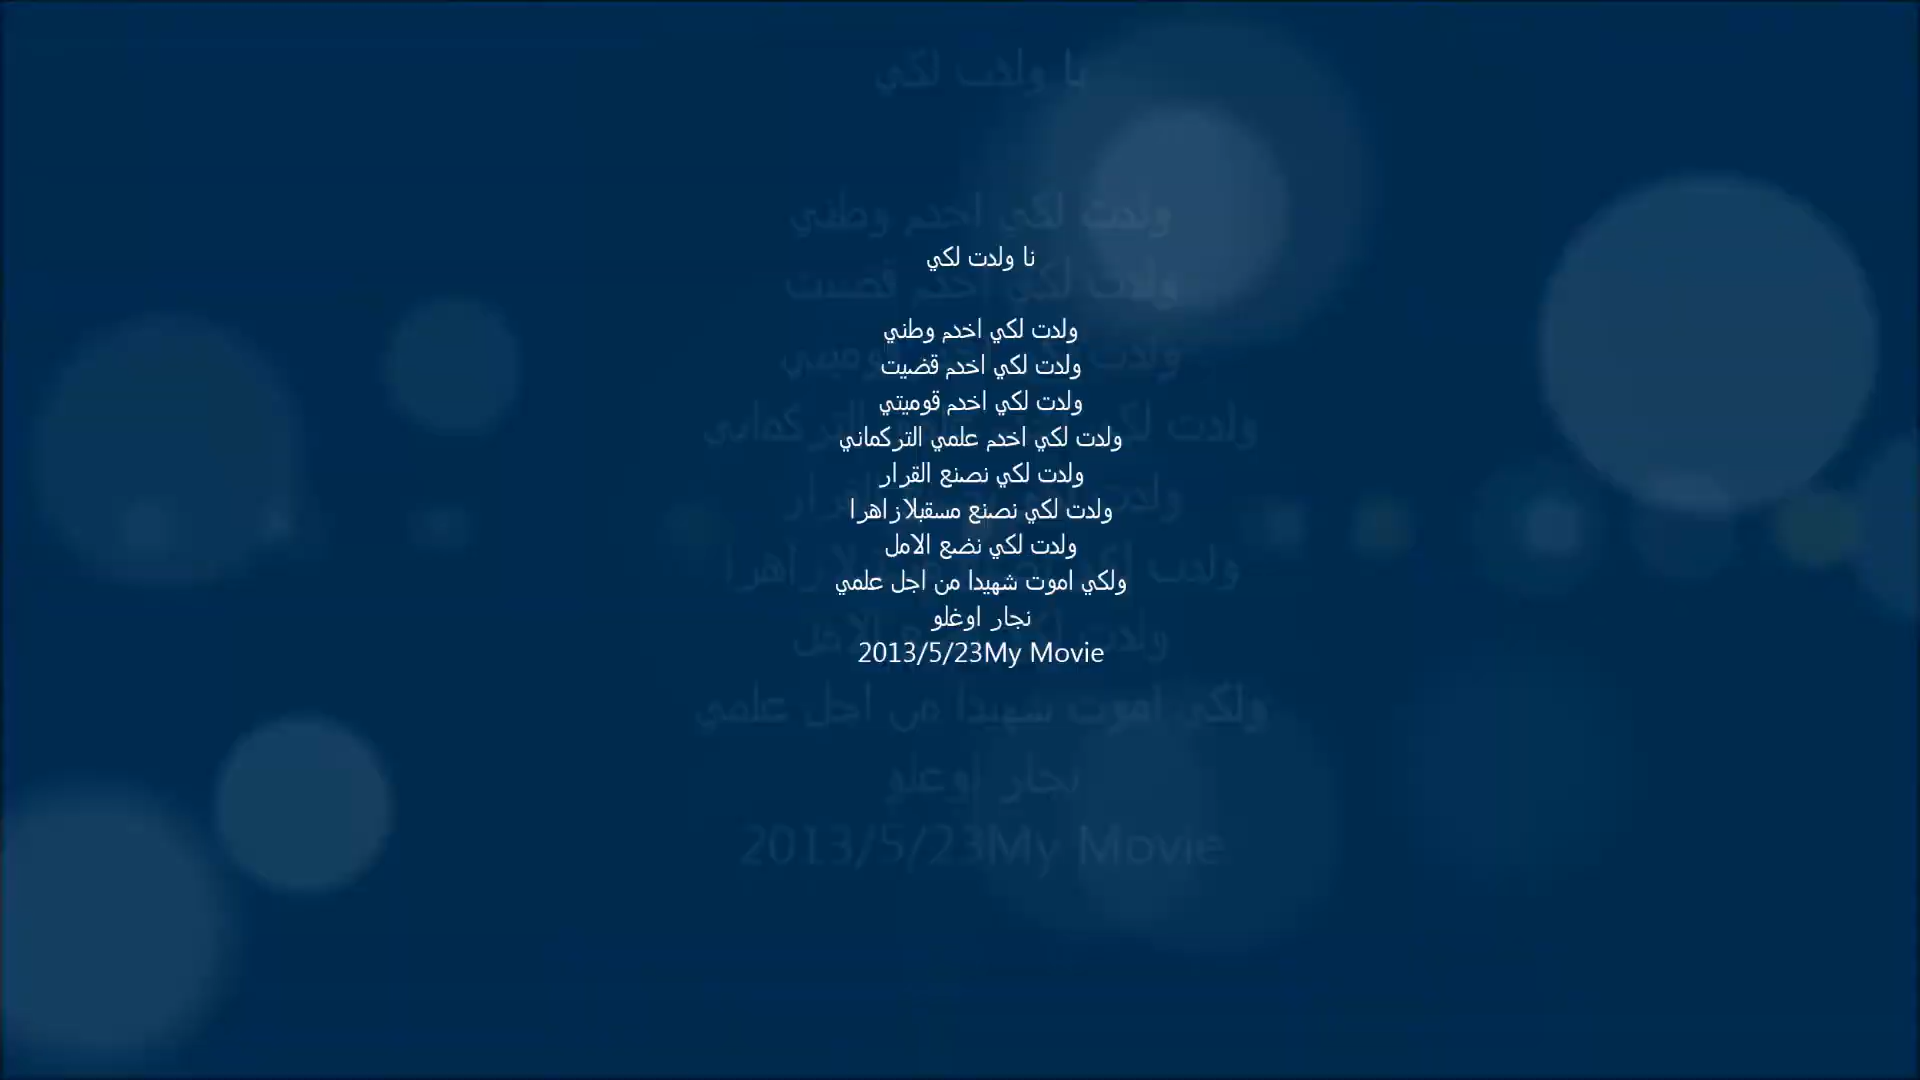 نا ولدت لكي
ولدت لكي اخدم وطني
ولدت لكي اخدم قضيت
ولدت لكي اخدم قوميتي
ولدت لكي اخدم علمي التركماني
ولدت لكي نصنع القرار
ولدت لكي نصنع مسقبلا زاهرا
ولدت لكي نضع الامل
ولكي اموت شهيدا من اجل علمي
نجار اوغلو
2013/5/23My Movie